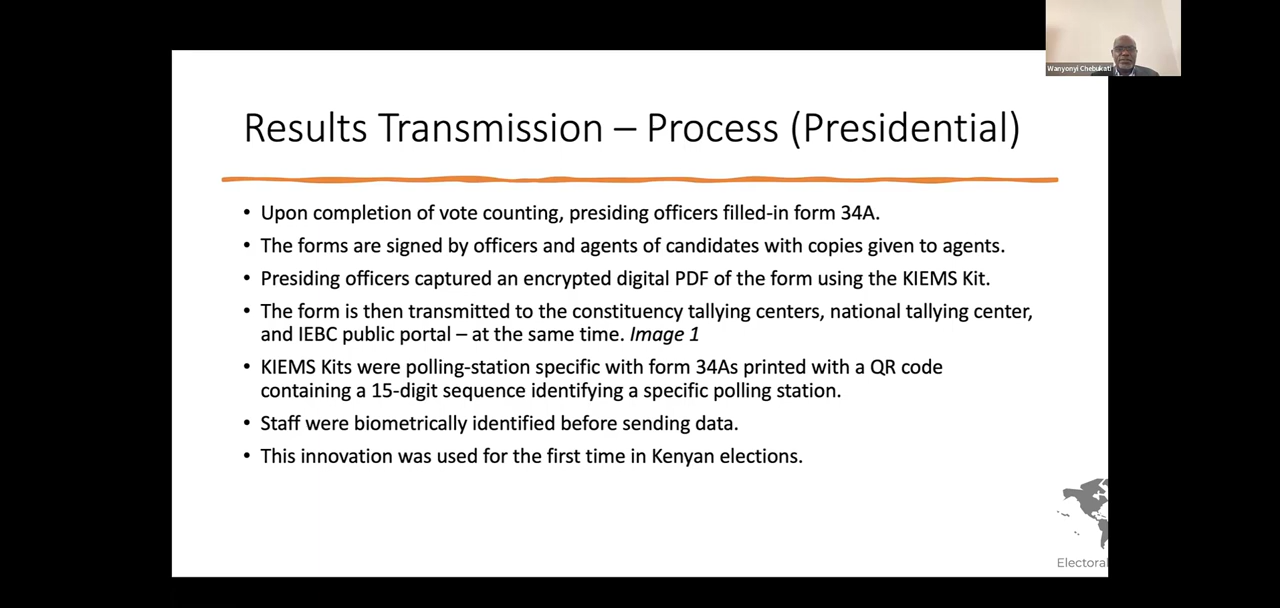 Wanyonyi Chebukati
Results Transmission – Process (Presidential)
• Upon completion of vote counting, presiding officers filled-in form 34A.
• The forms are signed by officers and agents of candidates with copies given to agents.
• Presiding officers captured an encrypted digital PDF of the form using the KIEMS Kit.
• The form is then transmitted to the constituency tallying centers, national tallying center,
and IEBC public portal – at the same time. Image 1
• KIEMS Kits were polling-station specific with form 34As printed with a QR code
containing a 15-digit sequence identifying a specific polling station.
• Staff were biometrically identified before sending data.
• This innovation was used for the first time in Kenyan elections.
Electoral